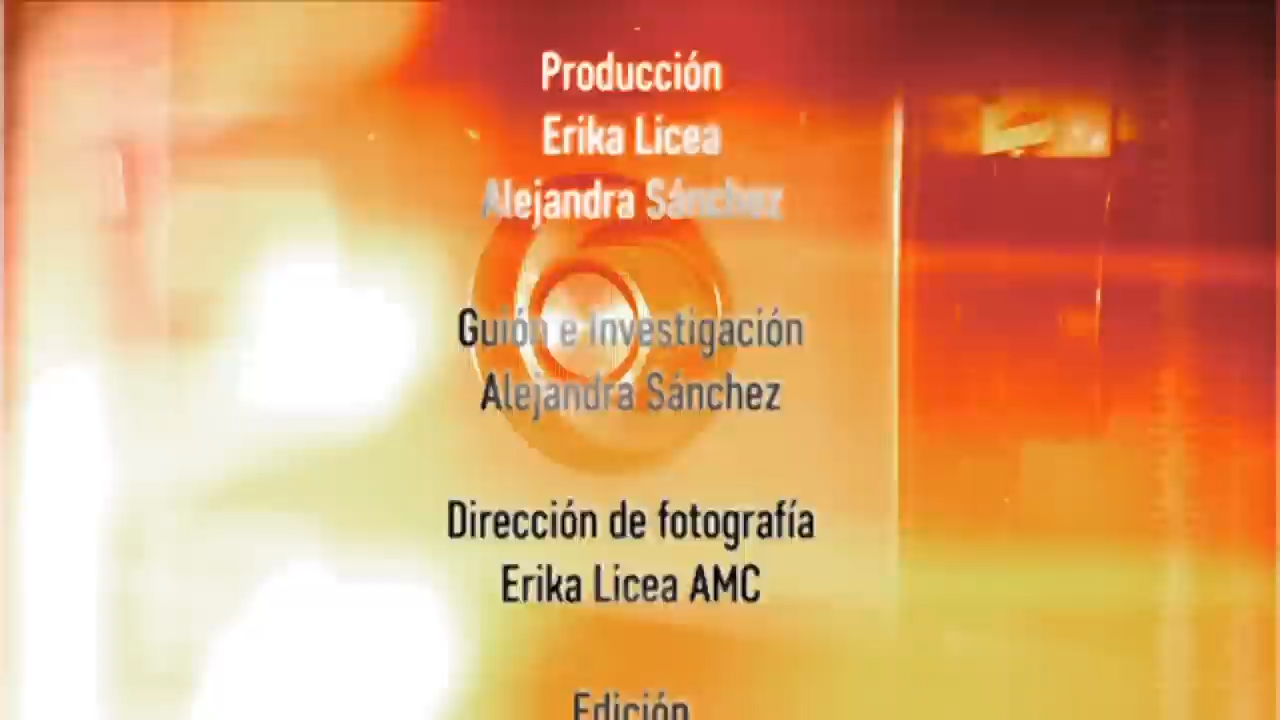 Producción
Erika Licea
Alejandra Sánchez
Guión e Investigación
Alejandra Sánchez
Dirección de fotografía
Erika Licea AMC
Edición